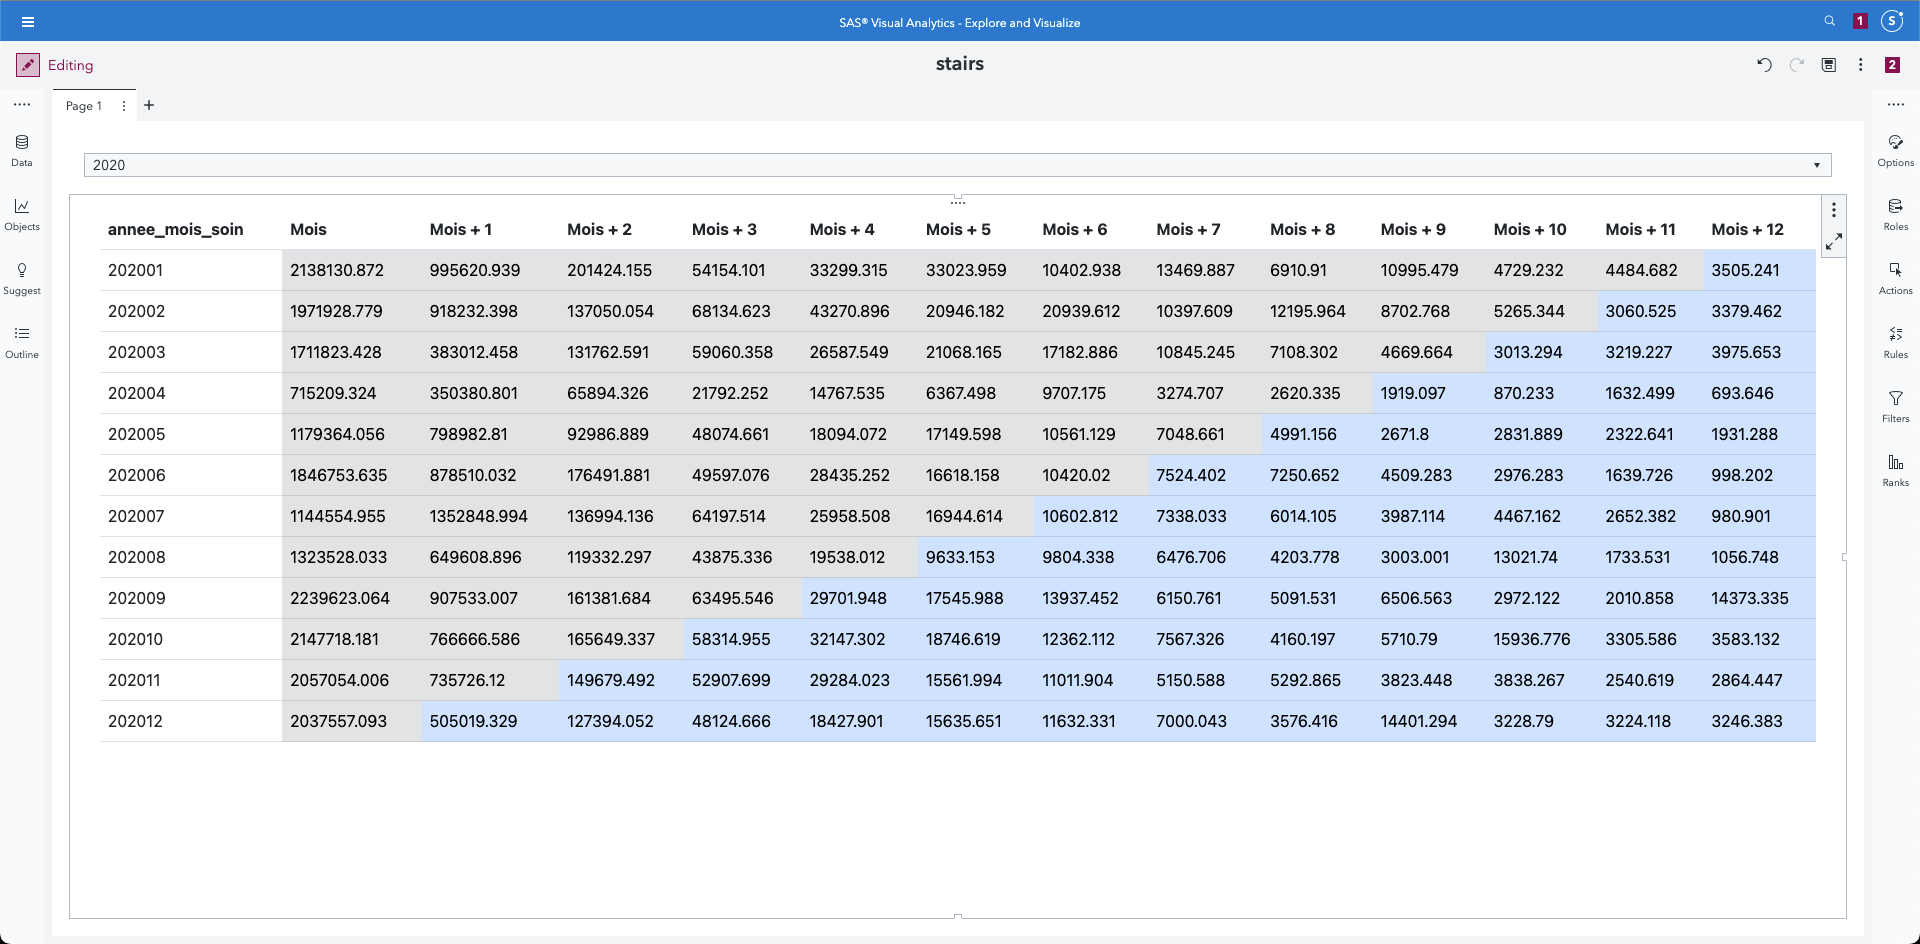 SAS® Visual Analytics - Explore and Visualize
1
S
Editing
stairs
2
Page 1
Data
Objects
Suggest
Outline
2020
annee_mois_soin Mois Mois + 1 Mois + 2 Mois + 3 Mois + 4 Mois + 5 Mois + 6 Mois + 7 Mois + 8 Mois + 9 Mois + 10 Mois + 11 Mois + 12
202001 2138130.872 995620.939 201424.155 54154.101 33299.315 33023.959 10402.938 13469.887 6910.91 10995.479 4729.232 4484.682 3505.241
202002 1971928.779 918232.398 137050.054 68134.623 43270.896 20946.182 20939.612 10397.609 12195.964 8702.768 5265.344 3060.525 3379.462
202003 1711823.428 383012.458 131762.591 59060.358 26587.549 21068.165 17182.886 10845.245 7108.302 4669.664 3013.294 3219.227 3975.653
202004 715209.324 350380.801 65894.326 21792.252 14767.535 6367.498 9707.175 3274.707 2620.335 1919.097 870.233 1632.499 693.646
202005 1179364.056 798982.81 92986.889 48074.661 18094.072 17149.598 10561.129 7048.661 4991.156 2671.8 2831.889 2322.641 1931.288
202006 1846753.635 878510.032 176491.881 49597.076 28435.252 16618.158 10420.02 7524.402 7250.652 4509.283 2976.283 1639.726 998.202
202007 1144554.955 1352848.994 136994.136 64197.514 25958.508 16944.614 10602.812 7338.033 6014.105 3987.114 4467.162 2652.382 980.901
202008 1323528.033 649608.896 119332.297 43875.336 19538.012 9633.153 9804.338 6476.706 4203.778 3003.001 13021.74 1733.531 1056.748
202009 2239623.064 907533.007 161381.684 63495.546 29701.948 17545.988 13937.452 6150.761 5091.531 6506.563 2972.122 2010.858 14373.335
202010 2147718.181 766666.586 165649.337 58314.955 32147.302 18746.619 12362.112 7567.326 4160.197 5710.79 15936.776 3305.586 3583.132
202011 2057054.006 735726.12 149679.492 52907.699 29284.023 15561.994 11011.904 5150.588 5292.865 3823.448 3838.267 2540.619 2864.447
202012 2037557.093 505019.329 127394.052 48124.666 18427.901 15635.651 11632.331 7000.043 3576.416 14401.294 3228.79 3224.118 3246.383
Options
Roles
Actions
Rules
Filters
Ranks